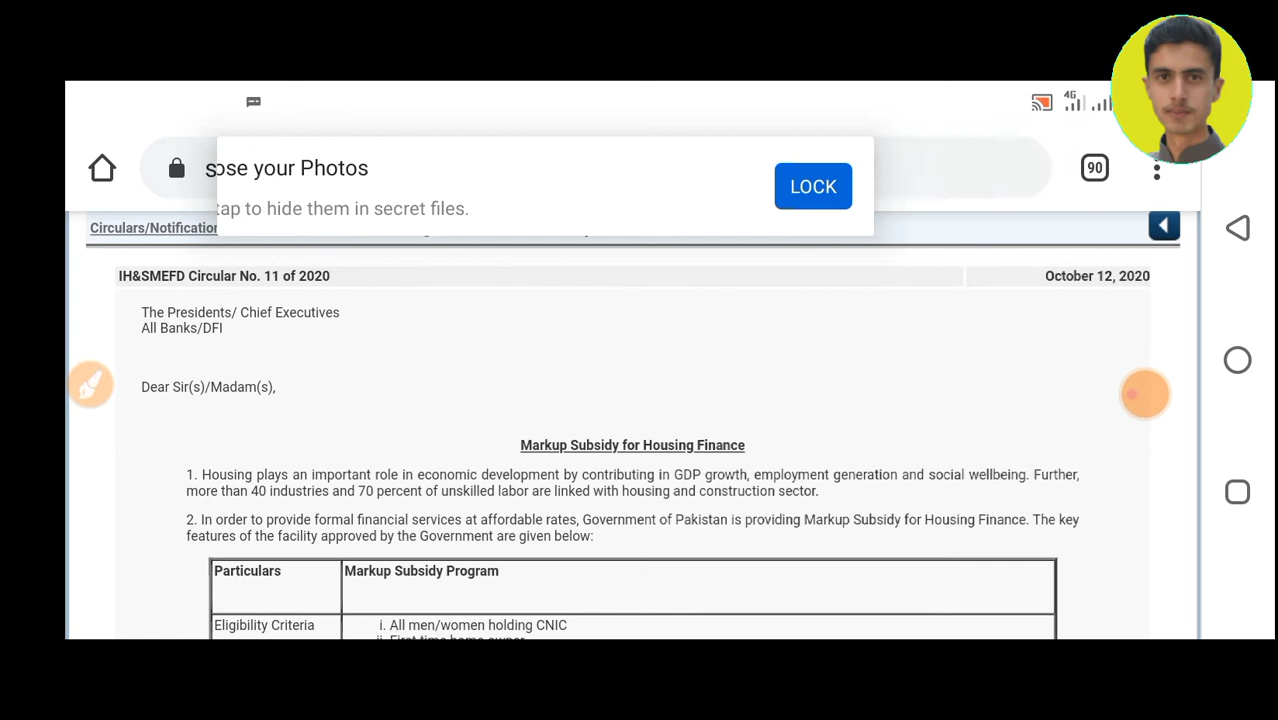 4G
ose your Photos
LOCK
90
tap to hide them in secret files.
Circulars/Notification
IH&SMEFD Circular No. 11 of 2020
October 12, 2020
The Presidents/ Chief Executives
All Banks/DFI
Dear Sir(s)/Madam(s),
Markup Subsidy for Housing Finance
1. Housing plays an important role in economic development by contributing in GDP growth, employment generation and social wellbeing. Further,
more than 40 industries and 70 percent of unskilled labor are linked with housing and construction sector.
2. In order to provide formal financial services at affordable rates, Government of Pakistan is providing Markup Subsidy for Housing Finance. The key
features of the facility approved by the Government are given below:
Particulars
Markup Subsidy Program
Eligibility Criteria
i. All men/women holding CNIC
ii. First time home owner